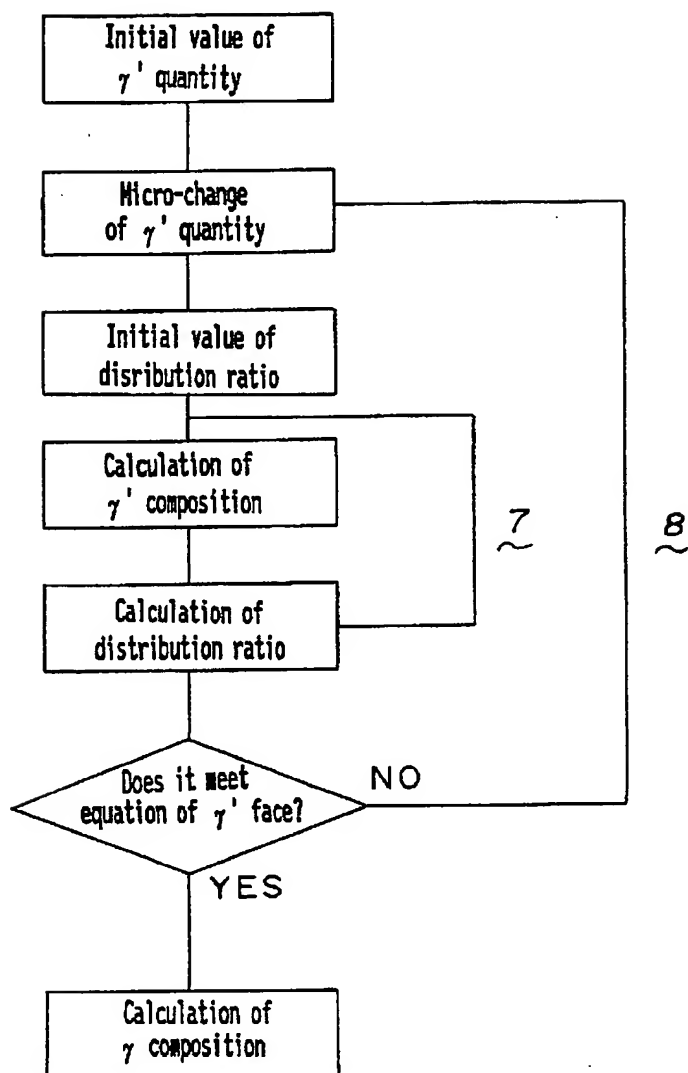 Initial value of
γ' quantity
Micro-change
of γ' quantity
Initial value of
disribution ratio
Calculation of
γ' composition
7
8
Calculation of
distribution ratio
Does it meet
equation of γ' face?
NO
YES
Calculation of
γ composition